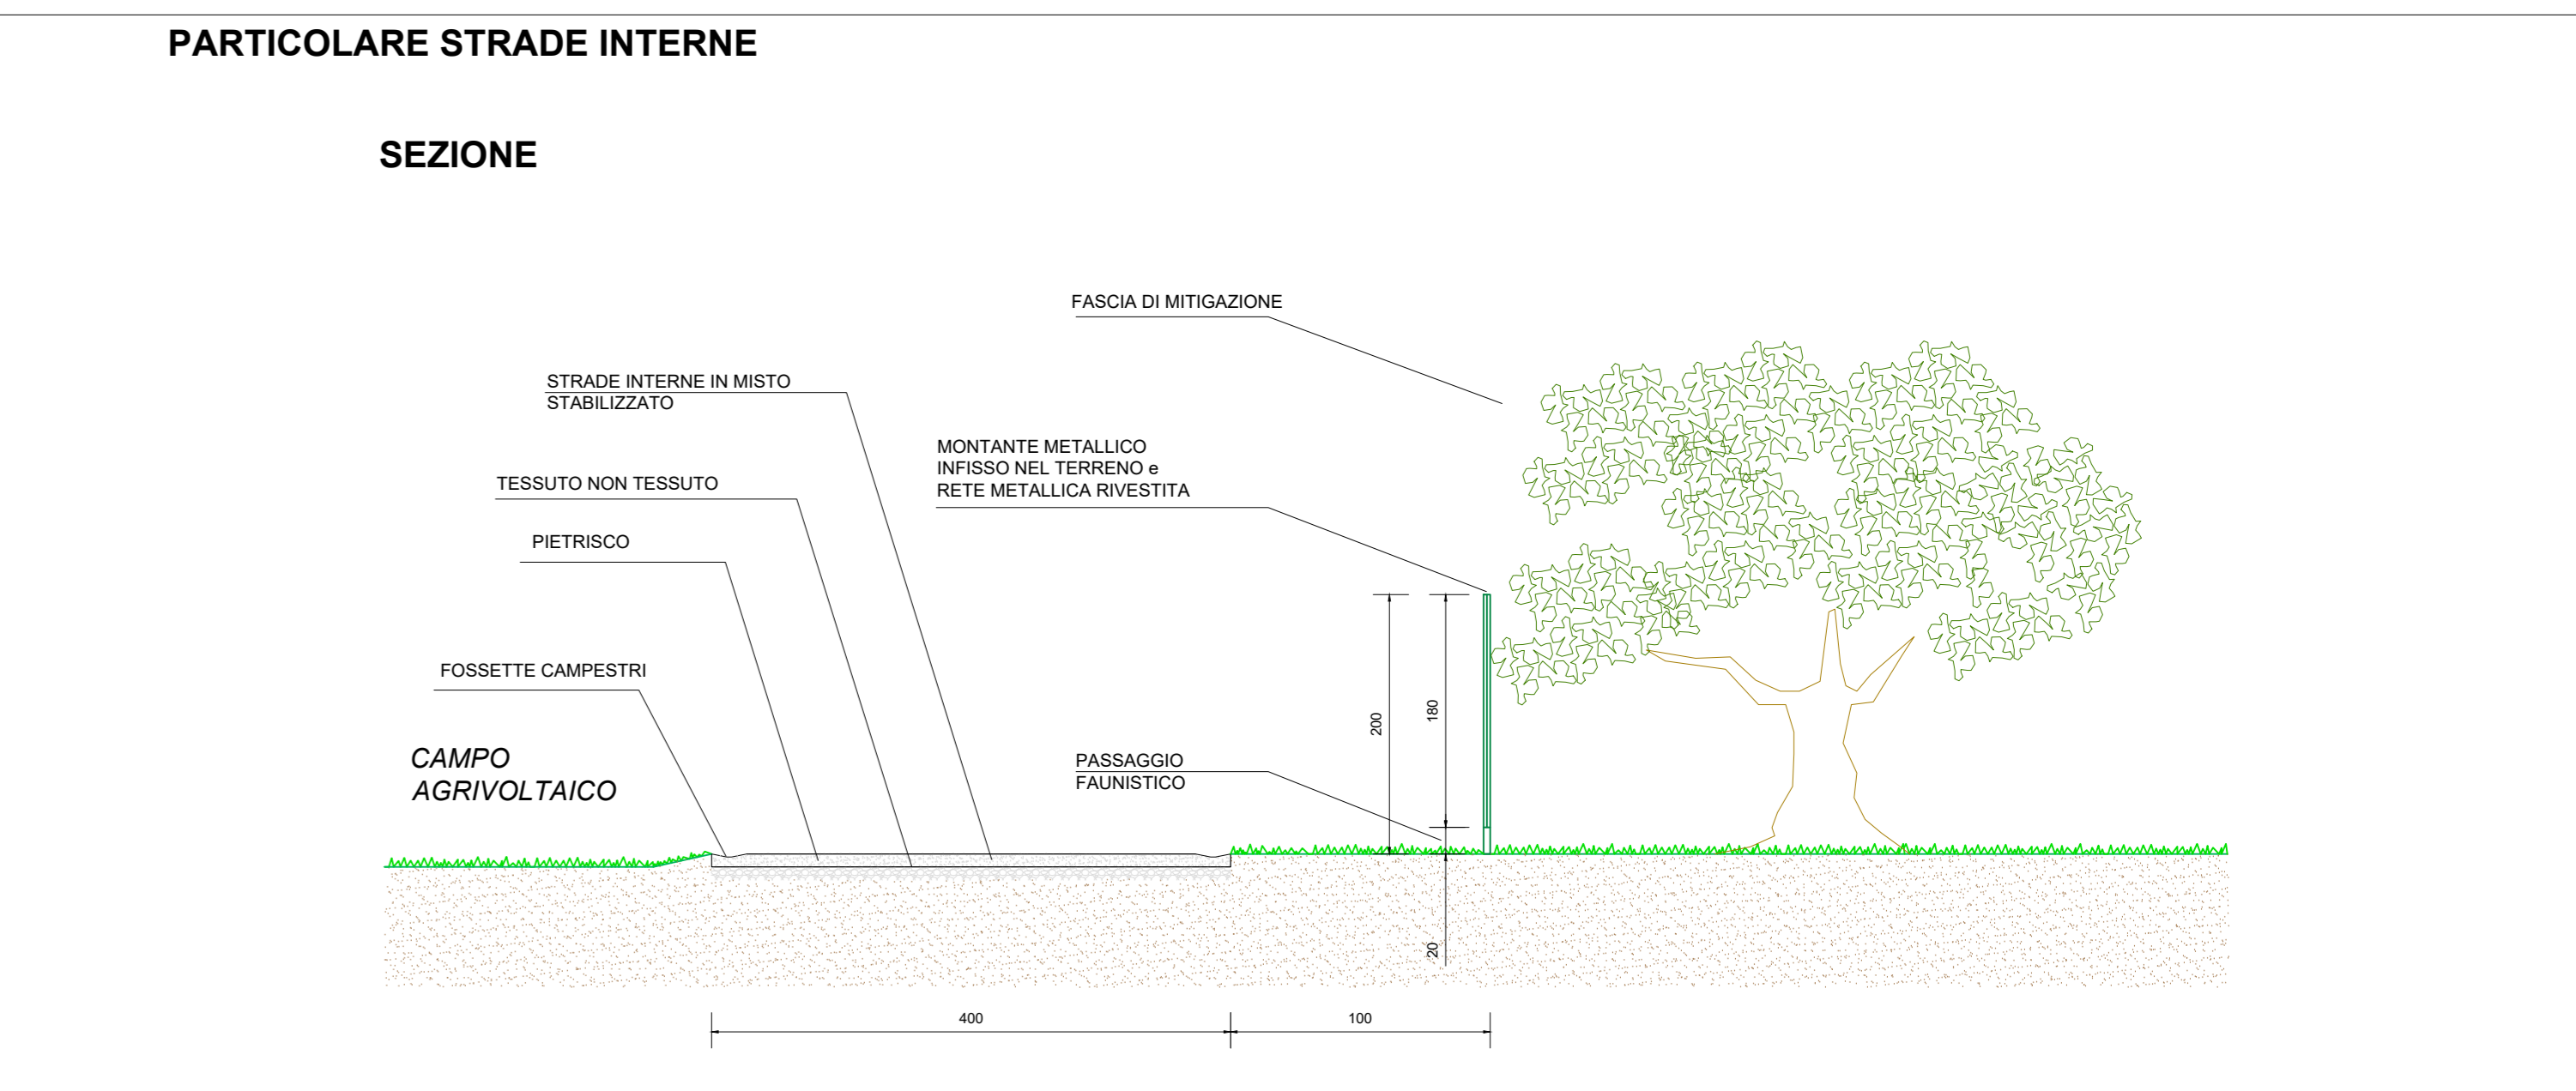 PARTICOLARE STRADE INTERNE
SEZIONE
FASCIA DI MITIGAZIONE
STRADE INTERNE IN MISTO
STABILIZZATO
MONTANTE METALLICO
INFISSO NEL TERRENO e
RETE METALLICA RIVESTITA
TESSUTO NON TESSUTO
PIETRISCO
FOSSETTE CAMPESTRI
CAMPO
AGRIVOLTAICO
PASSAGGIO
FAUNISTICO
200
180
20
400
100